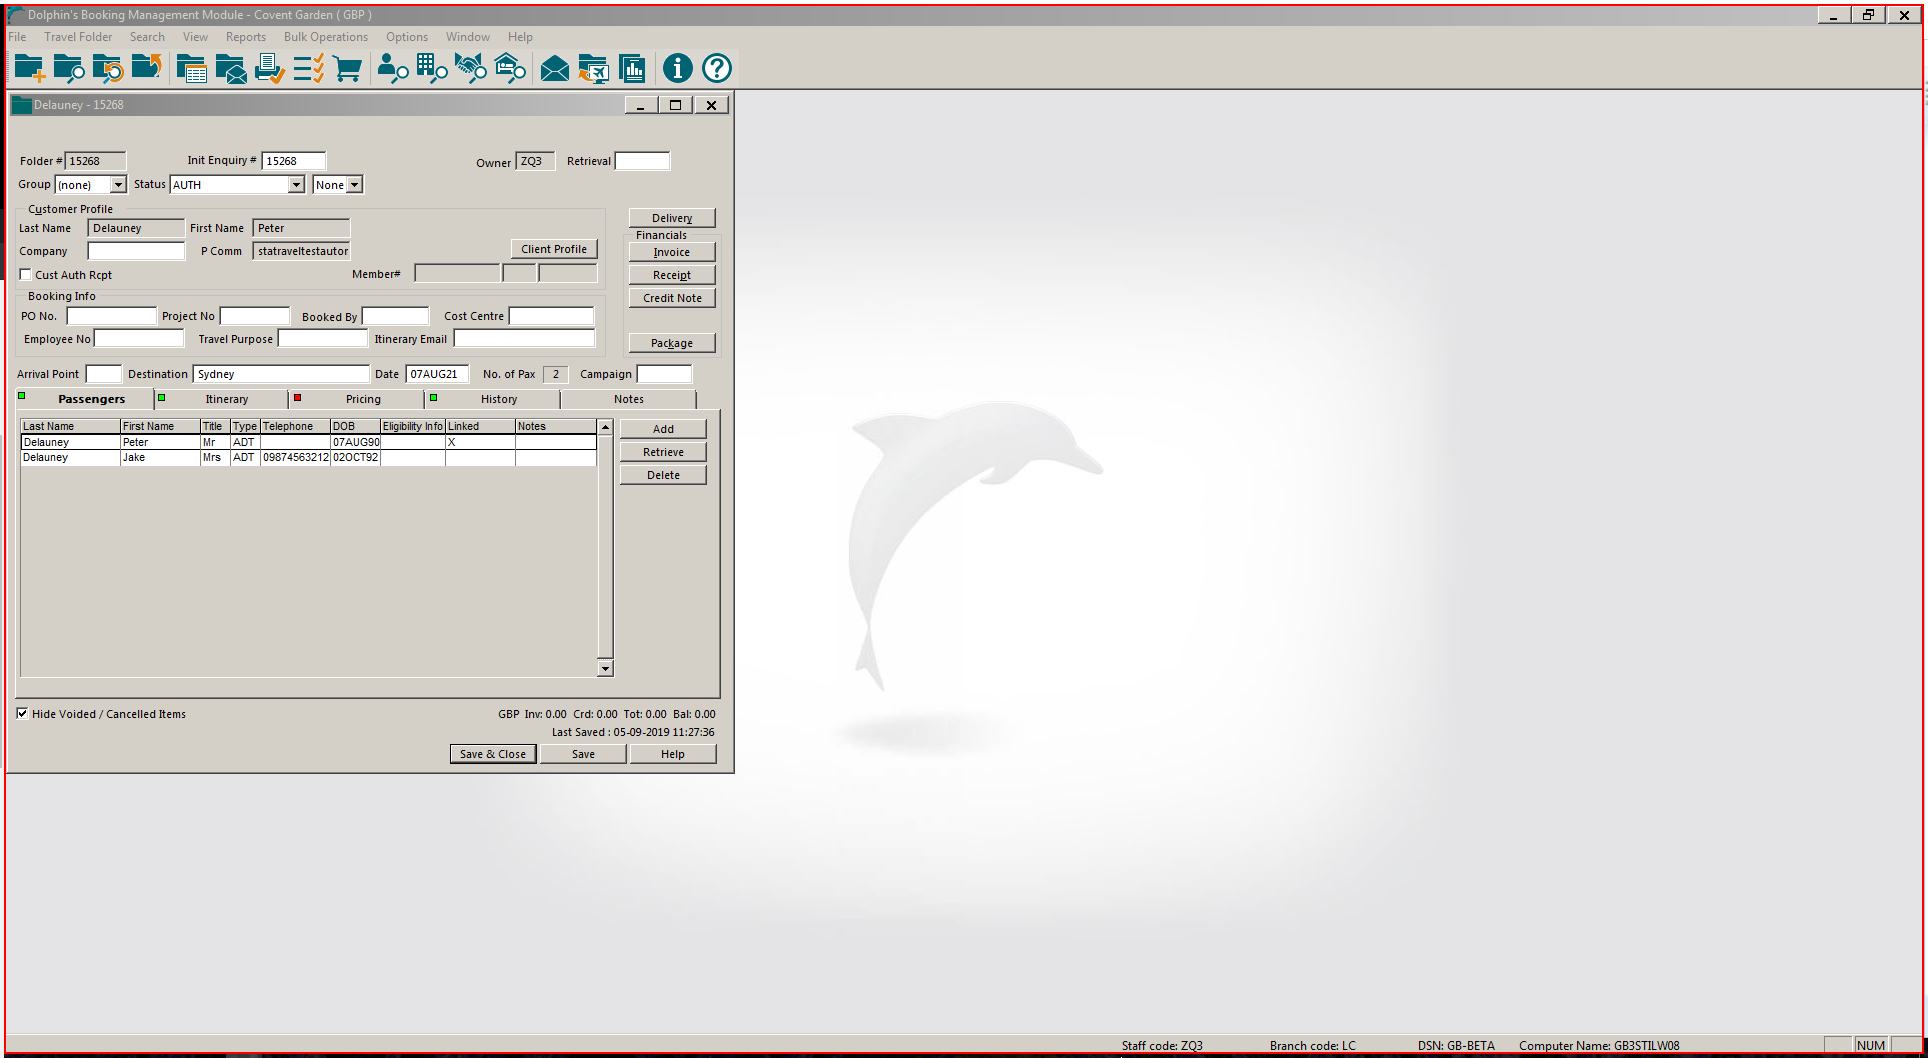 Dolphin's Booking Management Module - Covent Garden ( GBP )
File Travel Folder Search View Reports Bulk Operations Options Window Help
Delauney - 15268
Folder # 15268 Init Enquiry # 15268 Owner ZQ3 Retrieval
Group (none) Status AUTH None
Customer Profile
Last Name Delauney First Name Peter
Company P Comm statraveltestautor Client Profile
Cust Auth Rcpt Member#
Delivery
Financials
Invoice
Receipt
Credit Note
Package
Booking Info
PO No. Project No Booked By Cost Centre
Employee No Travel Purpose Itinerary Email
Arrival Point Destination Sydney Date 07AUG21 No. of Pax 2 Campaign
Passengers Itinerary Pricing History Notes
Last Name First Name Title Type Telephone DOB Eligibility Info Linked Notes
Delauney Peter Mr ADT 07AUG90 X
Delauney Jake Mrs ADT 09874563212 02OCT92
Add
Retrieve
Delete
Hide Voided / Cancelled Items GBP Inv: 0.00 Crd: 0.00 Tot: 0.00 Bal: 0.00
Last Saved : 05-09-2019 11:27:36
Save & Close Save Help
Staff code: ZQ3 Branch code: LC DSN: GB-BETA Computer Name: GB3STILW08 NUM